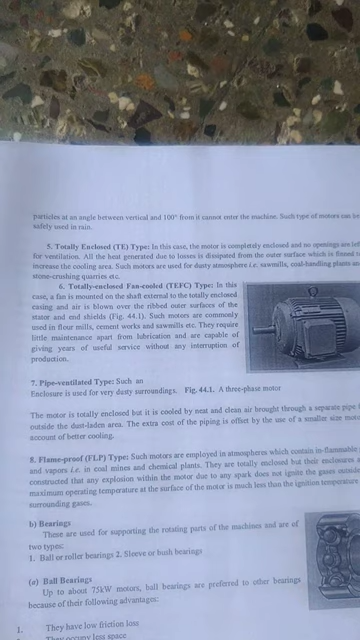 particles at an angle between vertical and 100° from it cannot enter the machine. Such type of motors can be
safely used in rain.
5. Totally Enclosed (TE) Type: In this case, the motor is completely enclosed and no openings are left
for ventilation. All the heat generated due to losses is dissipated from the outer surface which is finned to
increase the cooling area. Such motors are used for dusty atmosphere i.e. sawmills, coal-handling plants and
stone-crushing quarries etc.
6. Totally-enclosed Fan-cooled (TEFC) Type: In this
case, a fan is mounted on the shaft external to the totally enclosed
casing and air is blown over the ribbed outer surfaces of the
stator and end shields (Fig. 44.1). Such motors are commonly
used in flour mills, cement works and sawmills etc. They require
little maintenance apart from lubrication and are capable of
giving years of useful service without any interruption of
production.
7. Pipe-ventilated Type: Such an
Enclosure is used for very dusty surroundings. Fig. 44.1. A three-phase motor
The motor is totally enclosed but it is cooled by neat and clean air brought through a separate pipe
outside the dust-laden area. The extra cost of the piping is offset by the use of a smaller size motor
account of better cooling.
8. Flame-proof (FLP) Type: Such motors are employed in atmospheres which contain in-flammable
and vapors i.e. in coal mines and chemical plants. They are totally enclosed but their enclosures
constructed that any explosion within the motor due to any spark does not ignite the gases outside
maximum operating temperature at the surface of the motor is much less than the ignition temperature
surrounding gases.
b) Bearings
These are used for supporting the rotating parts of the machines and are of
two types:
1. Ball or roller bearings 2. Sleeve or bush bearings
(a) Ball Bearings
Up to about 75kW motors, ball bearings are preferred to other bearings
because of their following advantages:
1. They have low friction loss
They occupy less space